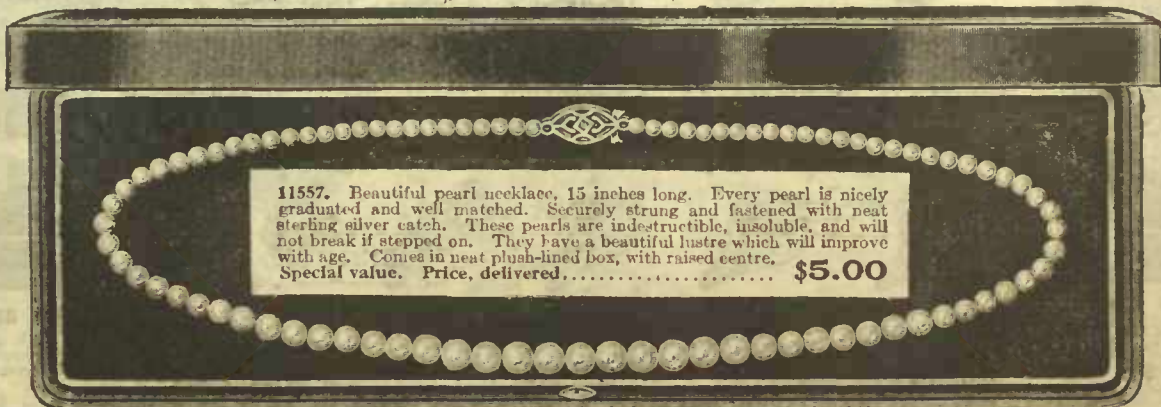 11557. Beautiful pearl necklace, 15 inches long. Every pearl is nicely
graduated and well matched. Securely strung and fastened with neat
sterling silver catch. These pearls are indestructible, insoluble, and will
not break if stepped on. They have a beautiful lustre which will improve
with age. Comes in neat plush-lined box, with raised centre.
Special value. Price, delivered..................... $5.00